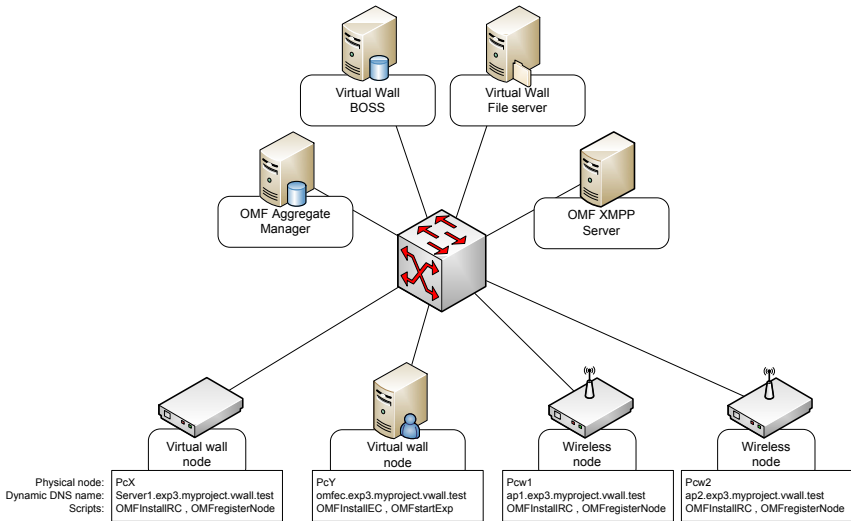 Virtual Wall
BOSS
Virtual Wall
File server
OMF Aggregate
Manager
OMF XMPP
Server
Virtual wall
node
Virtual wall
node
Wireless
node
Wireless
node
Physical node: PcX PcY Pcw1 Pcw2
Dynamic DNS name: Server1.exp3.myproject.vwall.test omfec.exp3.myproject.vwall.test ap1.exp3.myproject.vwall.test ap2.exp3.myproject.vwall.test
Scripts: OMFInstallRC , OMFregisterNode OMFInstallEC , OMFstartExp OMFInstallRC , OMFregisterNode OMFInstallRC , OMFregisterNode